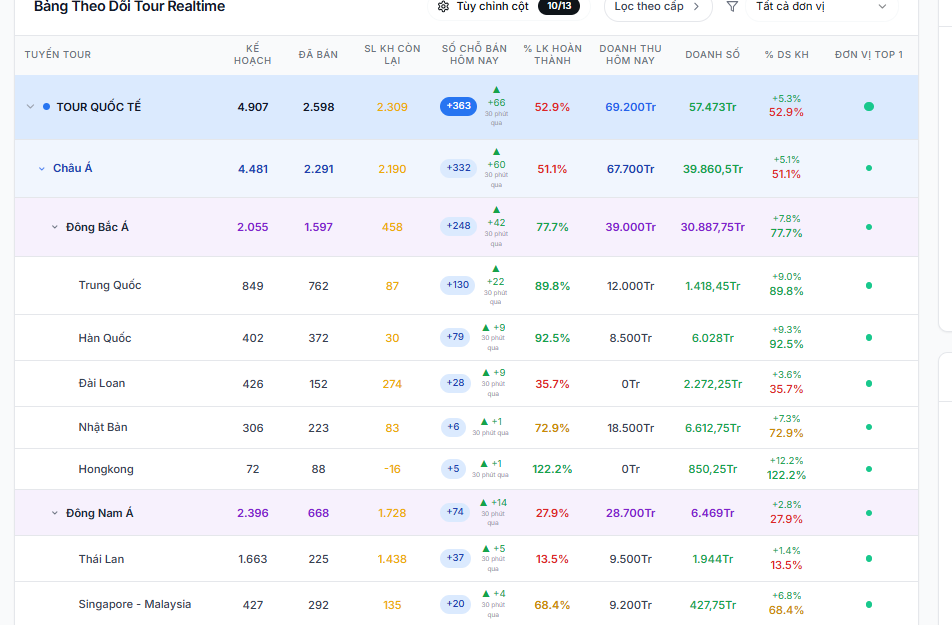 Bảng Theo Dõi Tour Realtime
Tùy chỉnh cột 10/13 Lọc theo cấp Tất cả đơn vị
TUYẾN TOUR KẾ HOẠCH ĐÃ BÁN SL KH CÒN LẠI SỐ CHỖ BÁN HÔM NAY % LK HOÀN THÀNH DOANH THU HÔM NAY DOANH SỐ % DS KH ĐƠN VỊ TOP 1
TOUR QUỐC TẾ 4.907 2.598 2.309 +363 ▲ +66 30 phút qua 52.9% 69.200Tr 57.473Tr +5.3% 52.9%
Châu Á 4.481 2.291 2.190 +332 ▲ +60 30 phút qua 51.1% 67.700Tr 39.860,5Tr +5.1% 51.1%
Đông Bắc Á 2.055 1.597 458 +248 ▲ +42 30 phút qua 77.7% 39.000Tr 30.887,75Tr +7.8% 77.7%
Trung Quốc 849 762 87 +130 ▲ +22 30 phút qua 89.8% 12.000Tr 1.418,45Tr +9.0% 89.8%
Hàn Quốc 402 372 30 +79 ▲ +9 30 phút qua 92.5% 8.500Tr 6.028Tr +9.3% 92.5%
Đài Loan 426 152 274 +28 ▲ +9 30 phút qua 35.7% 0Tr 2.272,25Tr +3.6% 35.7%
Nhật Bản 306 223 83 +6 ▲ +1 30 phút qua 72.9% 18.500Tr 6.612,75Tr +7.3% 72.9%
Hongkong 72 88 -16 +5 ▲ +1 30 phút qua 122.2% 0Tr 850,25Tr +12.2% 122.2%
Đông Nam Á 2.396 668 1.728 +74 ▲ +14 30 phút qua 27.9% 28.700Tr 6.469Tr +2.8% 27.9%
Thái Lan 1.663 225 1.438 +37 ▲ +5 30 phút qua 13.5% 9.500Tr 1.944Tr +1.4% 13.5%
Singapore - Malaysia 427 292 135 +20 ▲ +4 30 phút qua 68.4% 9.200Tr 427,75Tr +6.8% 68.4%